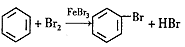 + Br₂ FeBr₃ → Br + HBr